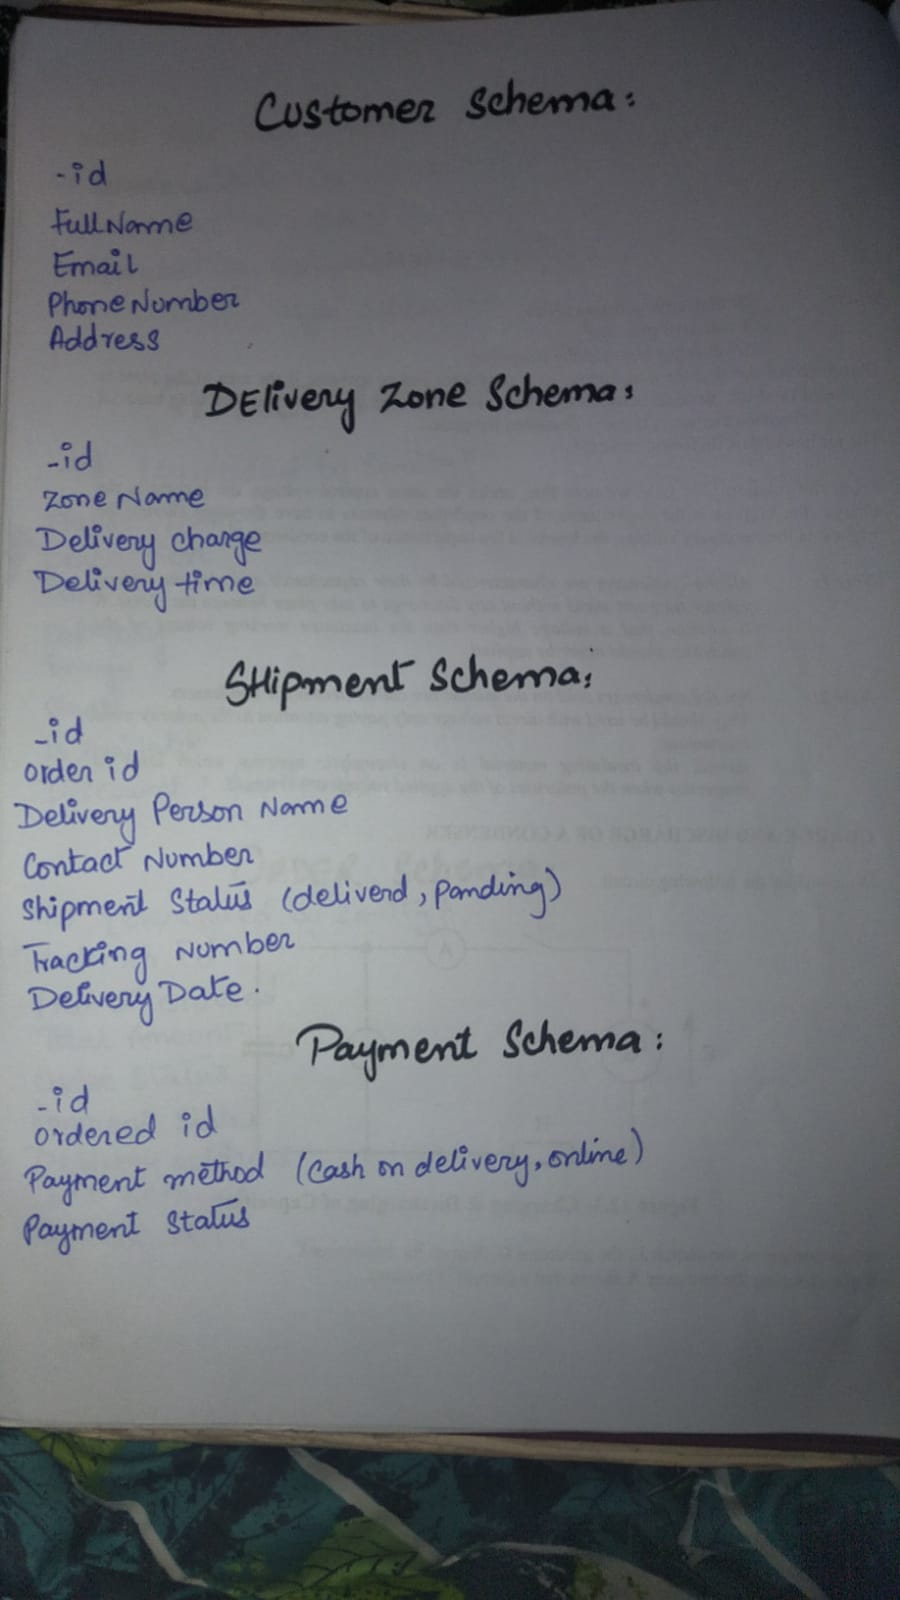 Customer Schema:
-id
FullName
Email
PhoneNumber
Address
DElivery Zone Schema:
-id
Zone Name
Delivery charge
Delivery time
SHipment Schema:
-id
order id
Delivery Person Name
Contact Number
Shipment Status (deliverd, panding)
Tracking Number
Delivery Date.
Payment Schema:
-id
ordered id
Payment method (Cash on delivery, online)
Payment Status